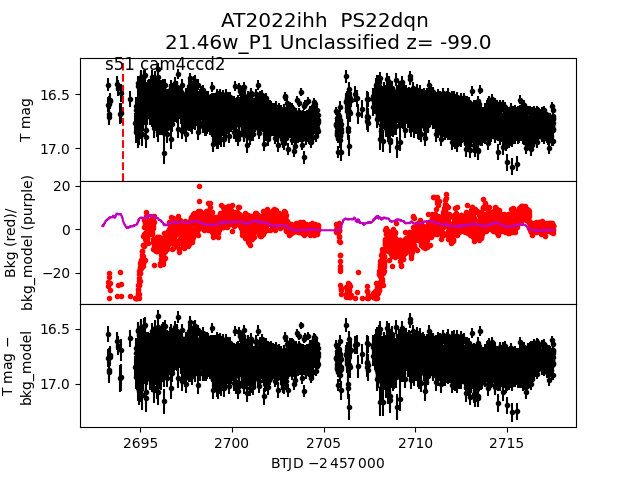 AT2022ihh  PS22dqn
21.46w_P1 Unclassified z= -99.0
s51 cam4ccd2
T mag
16.5
17.0
Bkg (red)/
bkg_model (purple)
20
0
−20
T mag −
bkg_model
16.5
17.0
2695
2700
2705
2710
2715
BTJD −2 457 000